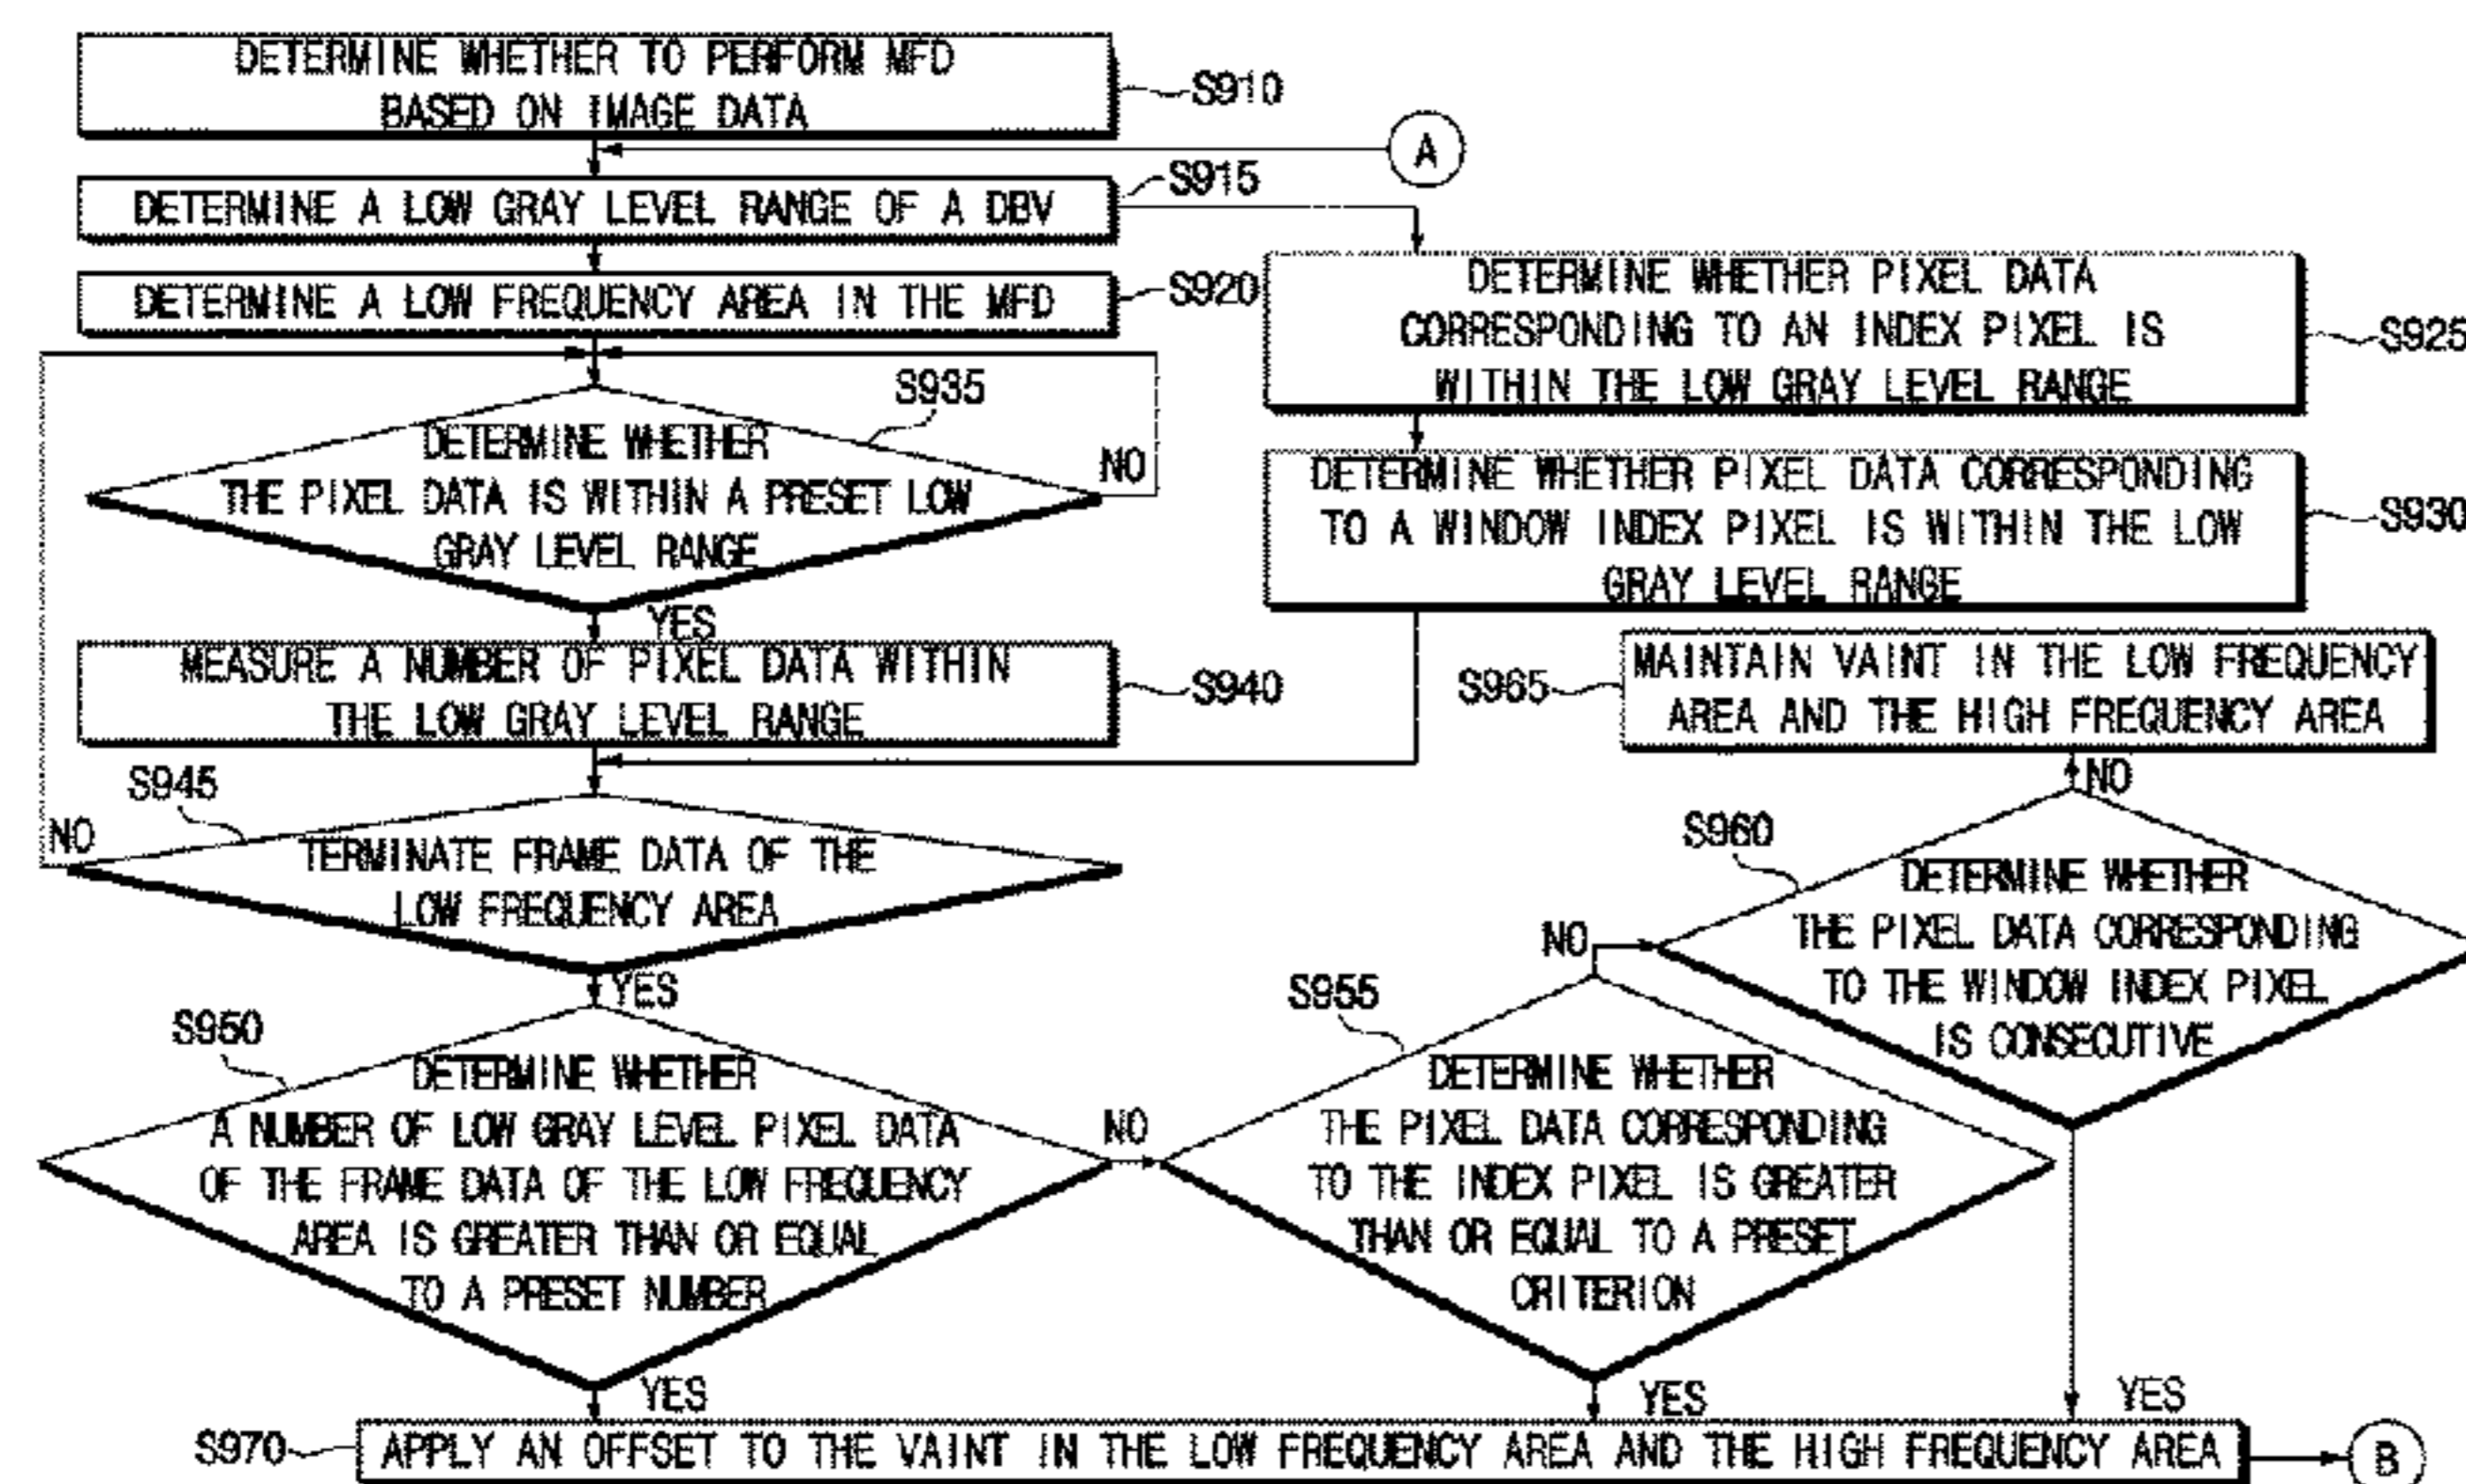 DETERMINE WHETHER TO PERFORM MFD
BASED ON IMAGE DATA
S910
A
DETERMINE A LOW GRAY LEVEL RANGE OF A DBV
S915
DETERMINE A LOW FREQUENCY AREA IN THE MFD
S920
DETERMINE WHETHER PIXEL DATA
CORRESPONDING TO AN INDEX PIXEL IS
WITHIN THE LOW GRAY LEVEL RANGE
S925
DETERMINE WHETHER PIXEL DATA CORRESPONDING
TO A WINDOW INDEX PIXEL IS WITHIN THE LOW
GRAY LEVEL RANGE
S930
S935
DETERMINE WHETHER
THE PIXEL DATA IS WITHIN A PRESET LOW
GRAY LEVEL RANGE
NO
YES
MEASURE A NUMBER OF PIXEL DATA WITHIN
THE LOW GRAY LEVEL RANGE
S940
S945
NO
TERMINATE FRAME DATA OF THE
LOW FREQUENCY AREA
YES
S950
DETERMINE WHETHER
A NUMBER OF LOW GRAY LEVEL PIXEL DATA
OF THE FRAME DATA OF THE LOW FREQUENCY
AREA IS GREATER THAN OR EQUAL
TO A PRESET NUMBER
NO
YES
S955
DETERMINE WHETHER
THE PIXEL DATA CORRESPONDING
TO THE INDEX PIXEL IS GREATER
THAN OR EQUAL TO A PRESET
CRITERION
NO
YES
S960
DETERMINE WHETHER
THE PIXEL DATA CORRESPONDING
TO THE WINDOW INDEX PIXEL
IS CONSECUTIVE
NO
YES
S965
MAINTAIN VAINT IN THE LOW FREQUENCY
AREA AND THE HIGH FREQUENCY AREA
S970
APPLY AN OFFSET TO THE VAINT IN THE LOW FREQUENCY AREA AND THE HIGH FREQUENCY AREA
B